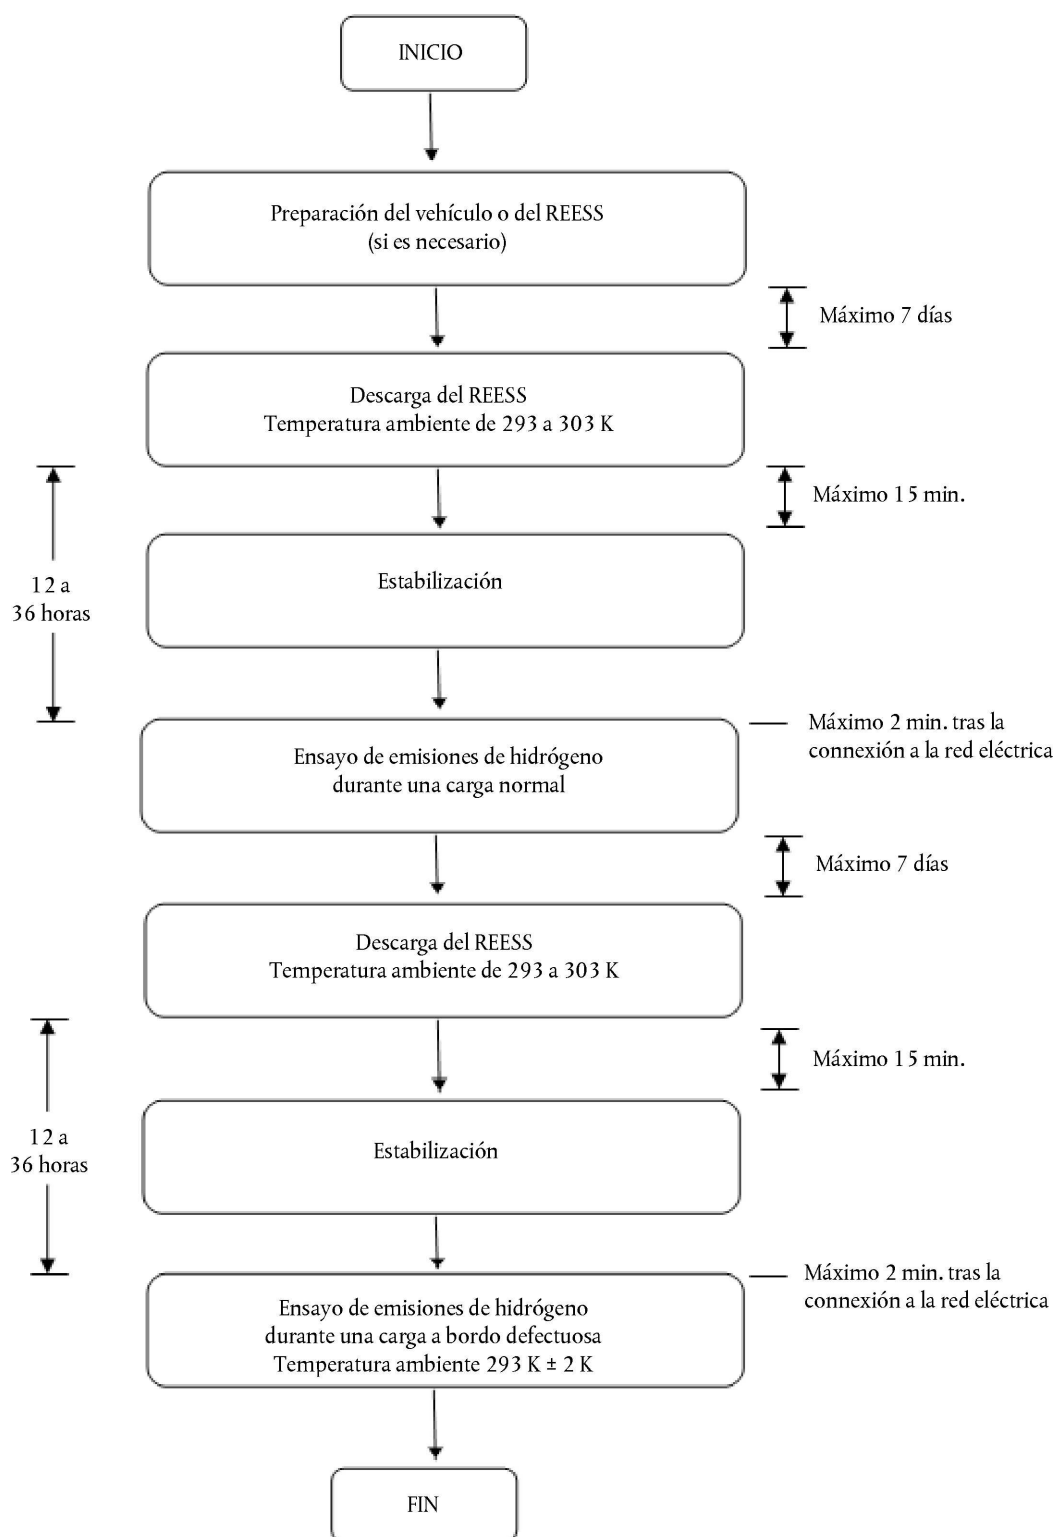 INICIO
Preparación del vehículo o del REESS
(si es necesario)
Máximo 7 días
Descarga del REESS
Temperatura ambiente de 293 a 303 K
Máximo 15 min.
12 a
36 horas
Estabilización
Máximo 2 min. tras la
connexión a la red eléctrica
Ensayo de emisiones de hidrógeno
durante una carga normal
Máximo 7 días
Descarga del REESS
Temperatura ambiente de 293 a 303 K
Máximo 15 min.
12 a
36 horas
Estabilización
Máximo 2 min. tras la
connexión a la red eléctrica
Ensayo de emisiones de hidrógeno
durante una carga a bordo defectuosa
Temperatura ambiente 293 K ± 2 K
FIN